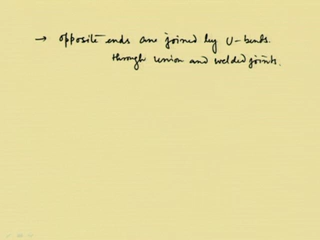 → opposite ends are joined by U-bends.
through union and welded joints.